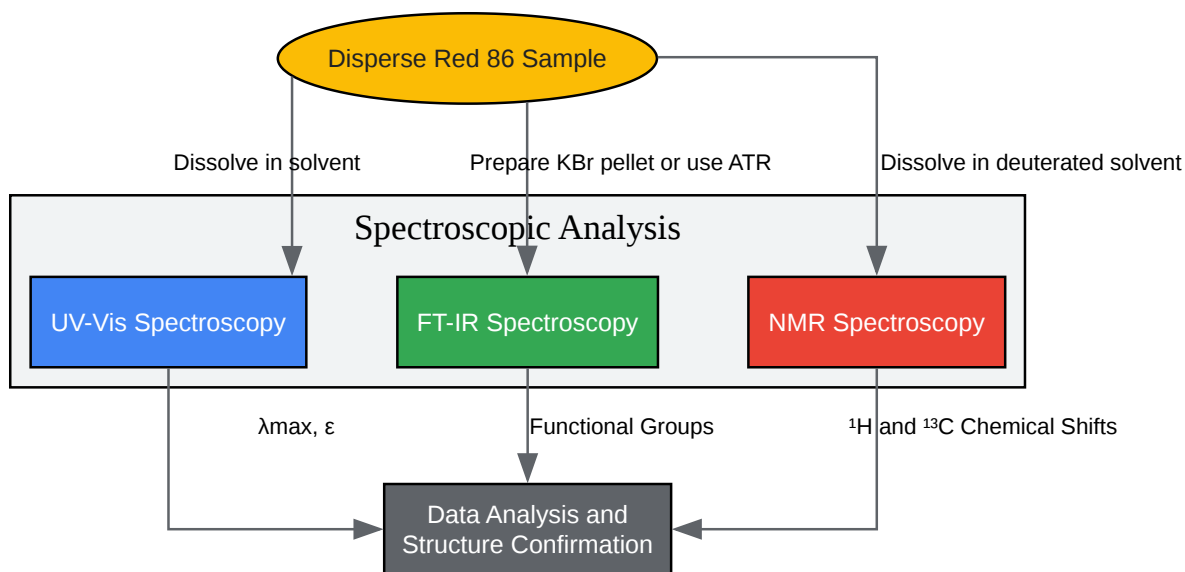 Disperse Red 86 Sample
Dissolve in solvent
Prepare KBr pellet or use ATR
Dissolve in deuterated solvent
Spectroscopic Analysis
UV-Vis Spectroscopy
FT-IR Spectroscopy
NMR Spectroscopy
λmax, ε
Functional Groups
¹H and ¹³C Chemical Shifts
Data Analysis and
Structure Confirmation